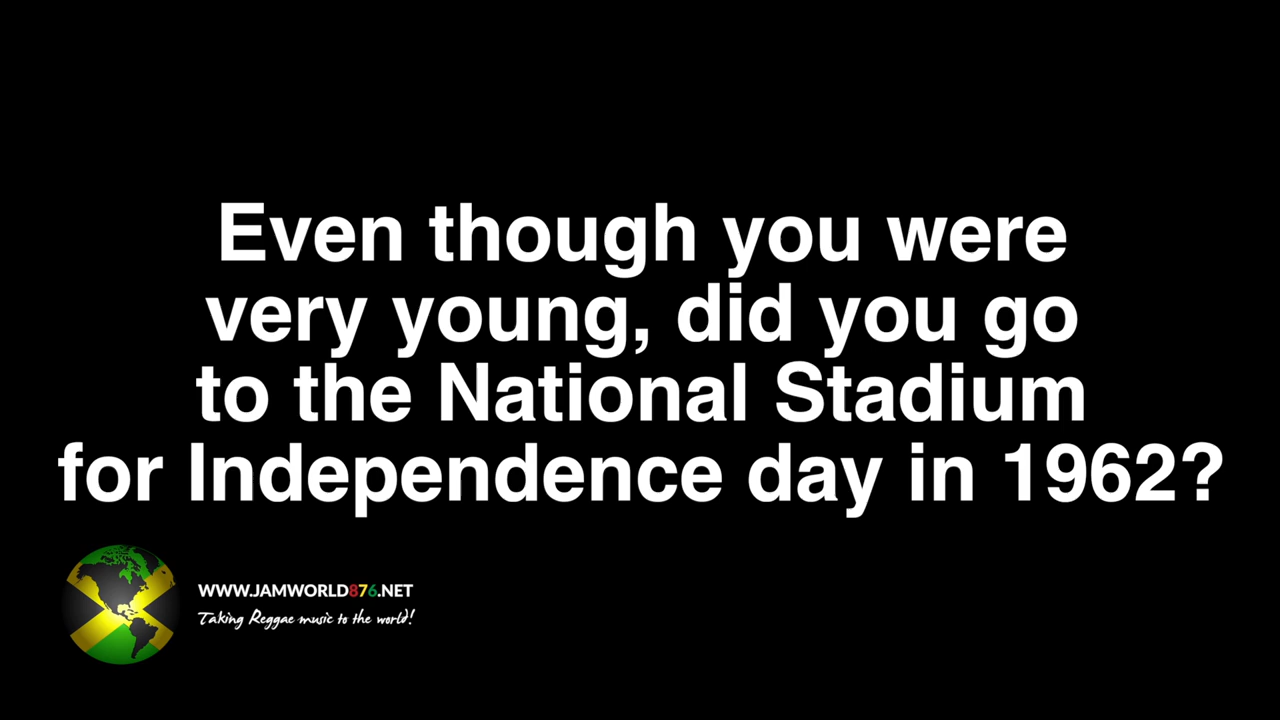 Even though you were
very young, did you go
to the National Stadium
for Independence day in 1962?
WWW.JAMWORLD876.NET
Taking Reggae music to the world!